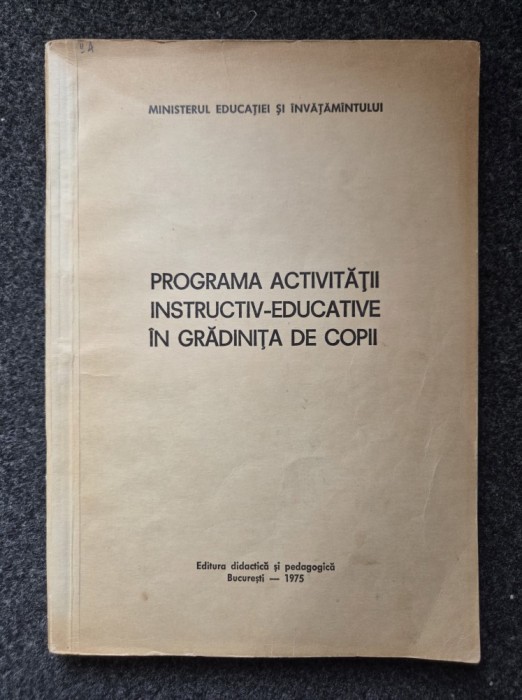 MINISTERUL EDUCAȚIEI ȘI ÎNVĂȚĂMÎNTULUI
PROGRAMA ACTIVITĂȚII
INSTRUCTIV-EDUCATIVE
ÎN GRĂDINIȚA DE COPII
Editura didactică și pedagogică
București — 1975